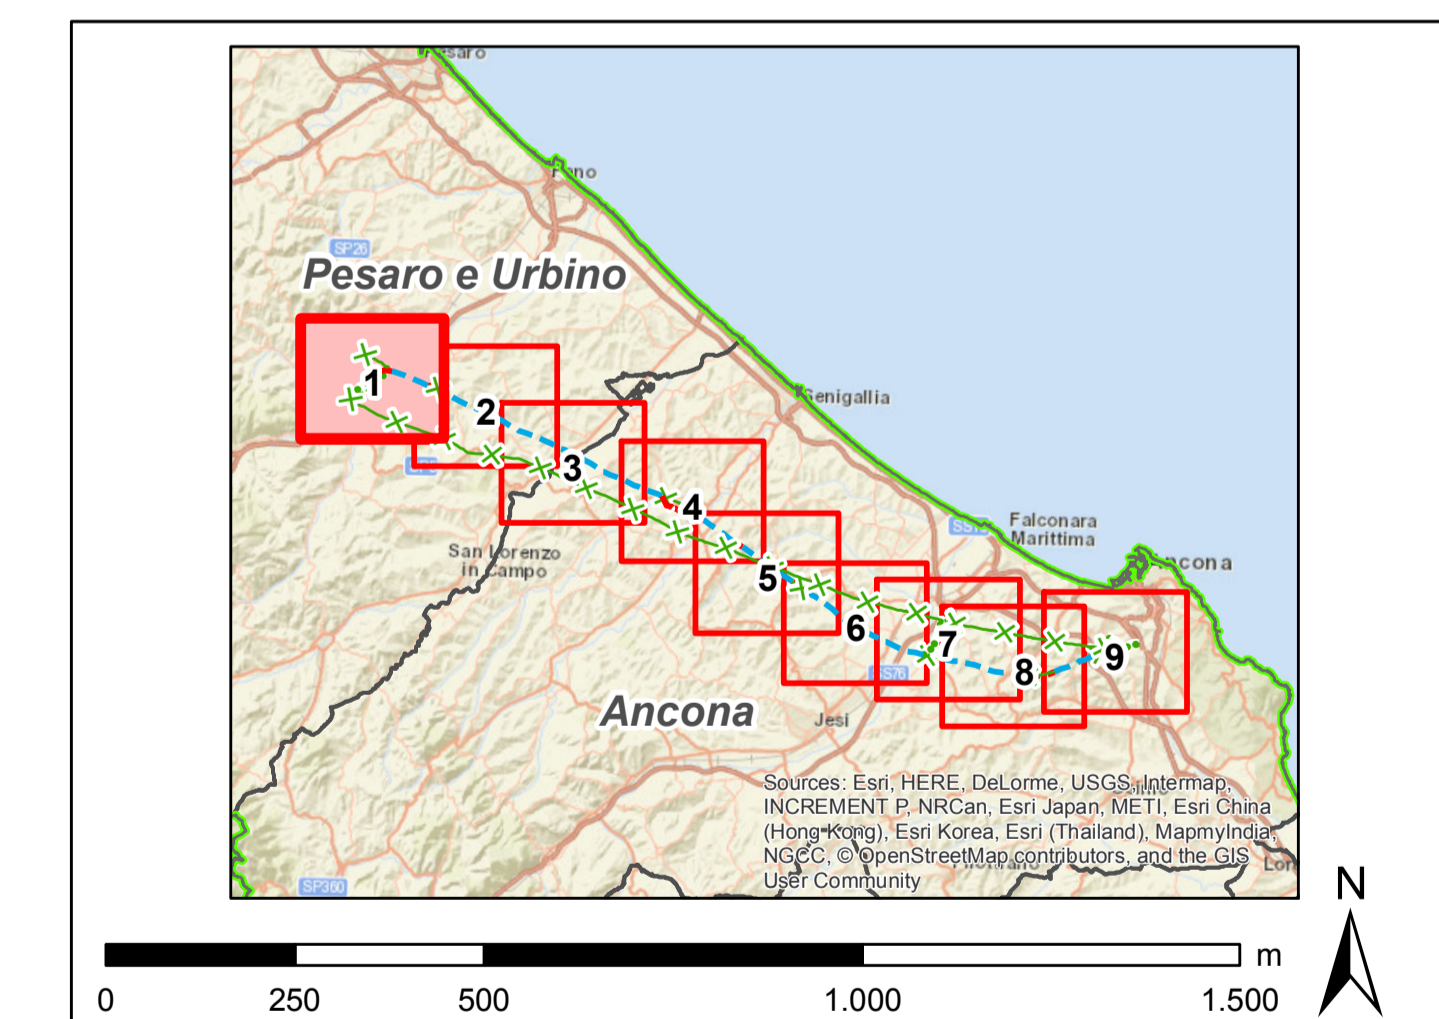 Fano
SP26
Pesaro e Urbino
1
2
Senigallia
3
4
San Lorenzo
in Campo
Falconara
Marittima
5
6
7
8
9
SS76
Ancona
Jesi
Sources: Esri, HERE, DeLorme, USGS, Intermap,
INCREMENT P, NRCan, Esri Japan, METI, Esri China
(Hong Kong), Esri Korea, Esri (Thailand), MapmyIndia,
NGCC, © OpenStreetMap contributors, and the GIS
User Community
SP360
N
m
0 250 500 1.000 1.500